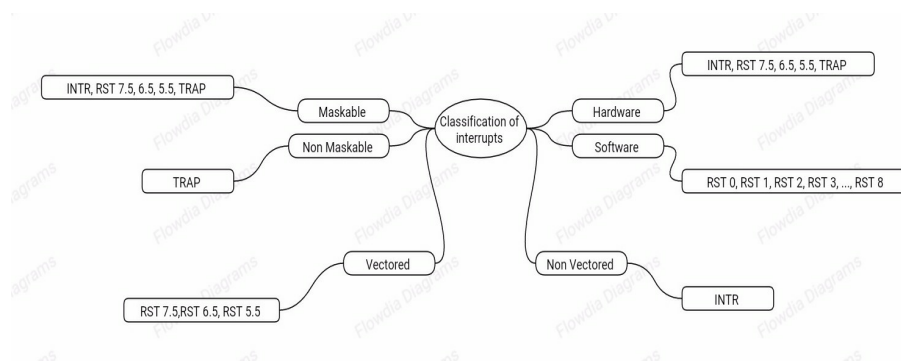 Classification of
interrupts
Maskable
INTR, RST 7.5, 6.5, 5.5, TRAP
Non Maskable
TRAP
Vectored
RST 7.5,RST 6.5, RST 5.5
Hardware
INTR, RST 7.5, 6.5, 5.5, TRAP
Software
RST 0, RST 1, RST 2, RST 3, ..., RST 8
Non Vectored
INTR
Flowdia Diagrams